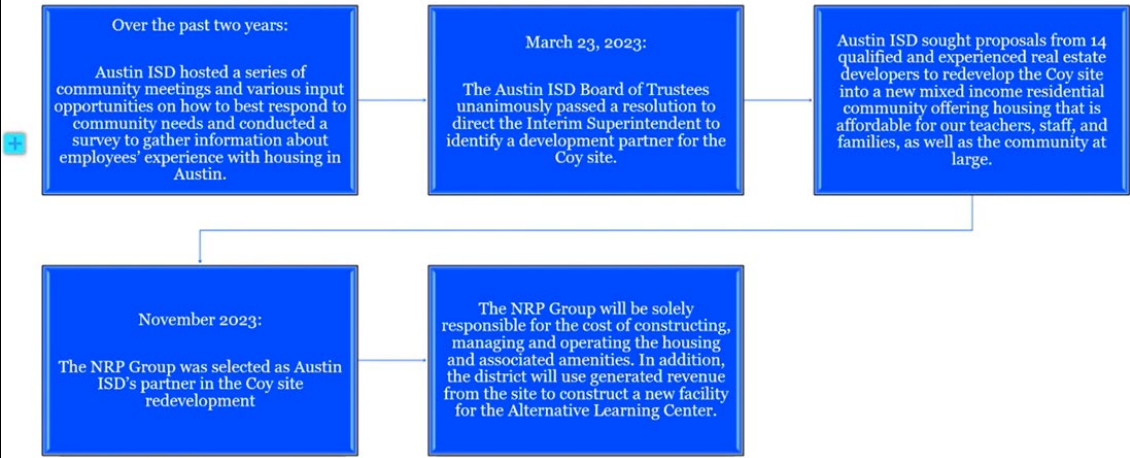 Over the past two years:
Austin ISD hosted a series of
community meetings and various input
opportunities on how to best respond to
community needs and conducted a
survey to gather information about
employees' experience with housing in
Austin.
March 23, 2023:
The Austin ISD Board of Trustees
unanimously passed a resolution to
direct the Interim Superintendent to
identify a development partner for the
Coy site.
Austin ISD sought proposals from 14
qualified and experienced real estate
developers to redevelop the Coy site
into a new mixed income residential
community offering housing that is
affordable for our teachers, staff, and
families, as well as the community at
large.
November 2023:
The NRP Group was selected as Austin
ISD's partner in the Coy site
redevelopment
The NRP Group will be solely
responsible for the cost of constructing,
managing and operating the housing
and associated amenities. In addition,
the district will use generated revenue
from the site to construct a new facility
for the Alternative Learning Center.